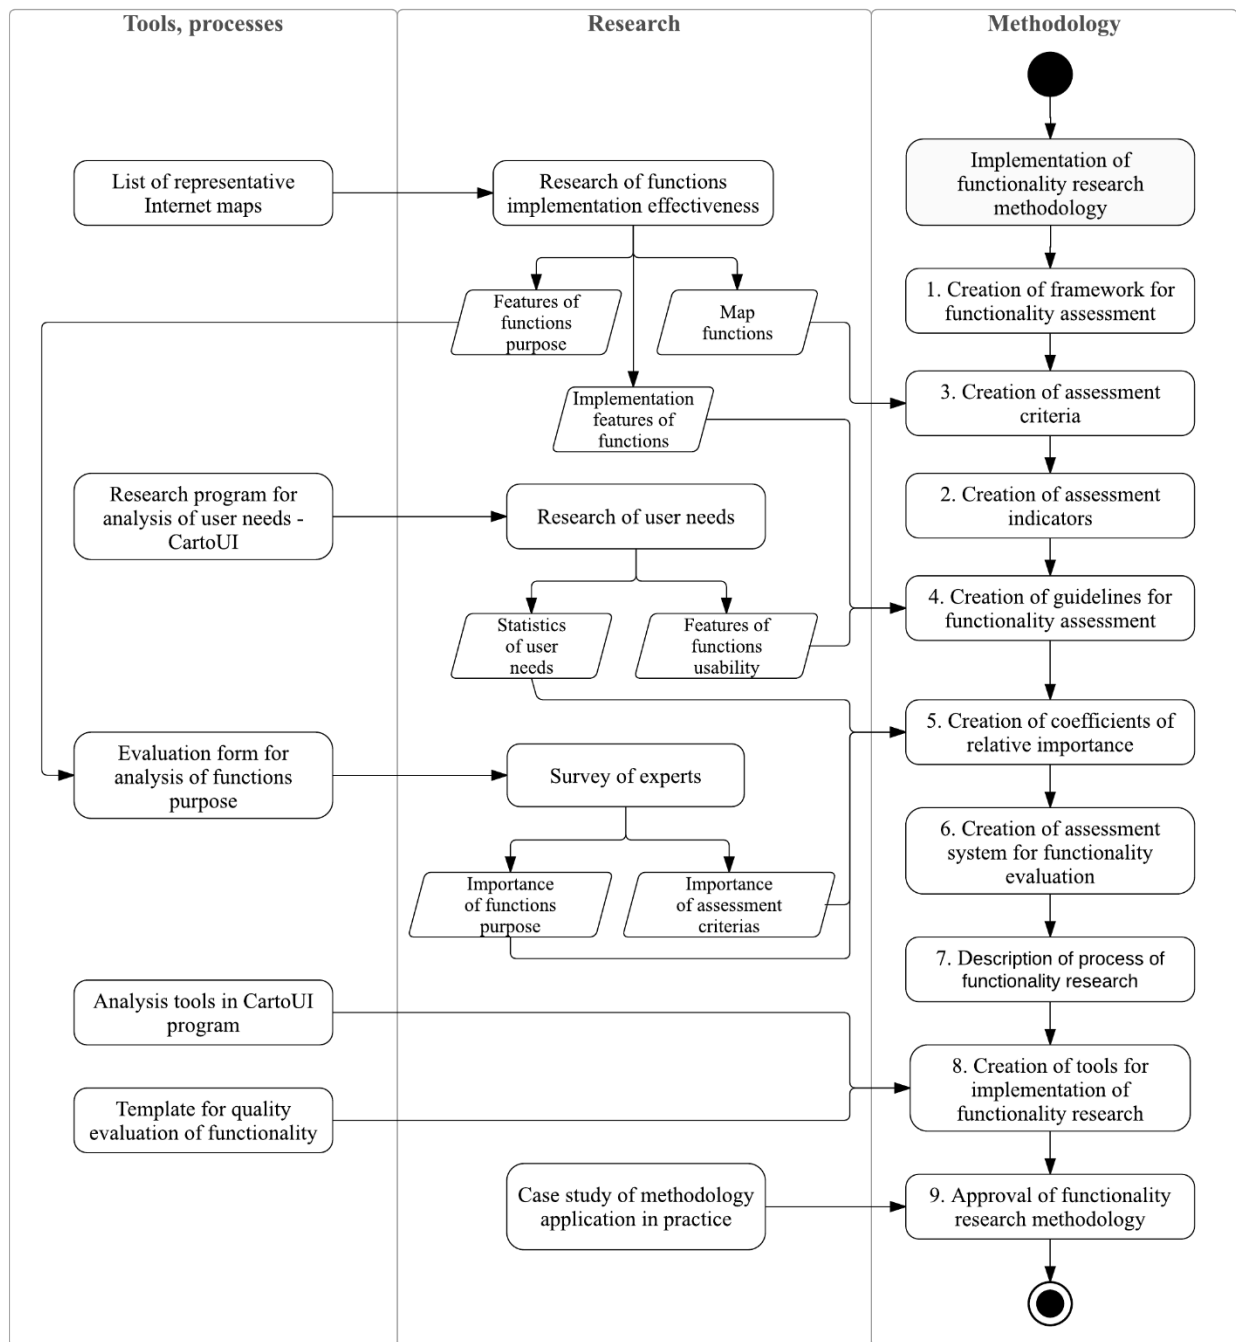 Tools, processes
Research
Methodology
Implementation of
functionality research
methodology
List of representative
Internet maps
Research of functions
implementation effectiveness
1. Creation of framework for
functionality assessment
Features of
functions
purpose
Map
functions
3. Creation of assessment
criteria
Implementation
features of
functions
Research program for
analysis of user needs -
CartoUI
Research of user needs
2. Creation of assessment
indicators
4. Creation of guidelines for
functionality assessment
Statistics
of user
needs
Features of
functions
usability
5. Creation of coefficients of
relative importance
Evaluation form for
analysis of functions
purpose
Survey of experts
6. Creation of assessment
system for functionality
evaluation
Importance
of functions
purpose
Importance
of assessment
criterias
7. Description of process of
functionality research
Analysis tools in CartoUI
program
8. Creation of tools for
implementation of
functionality research
Template for quality
evaluation of functionality
Case study of methodology
application in practice
9. Approval of functionality
research methodology